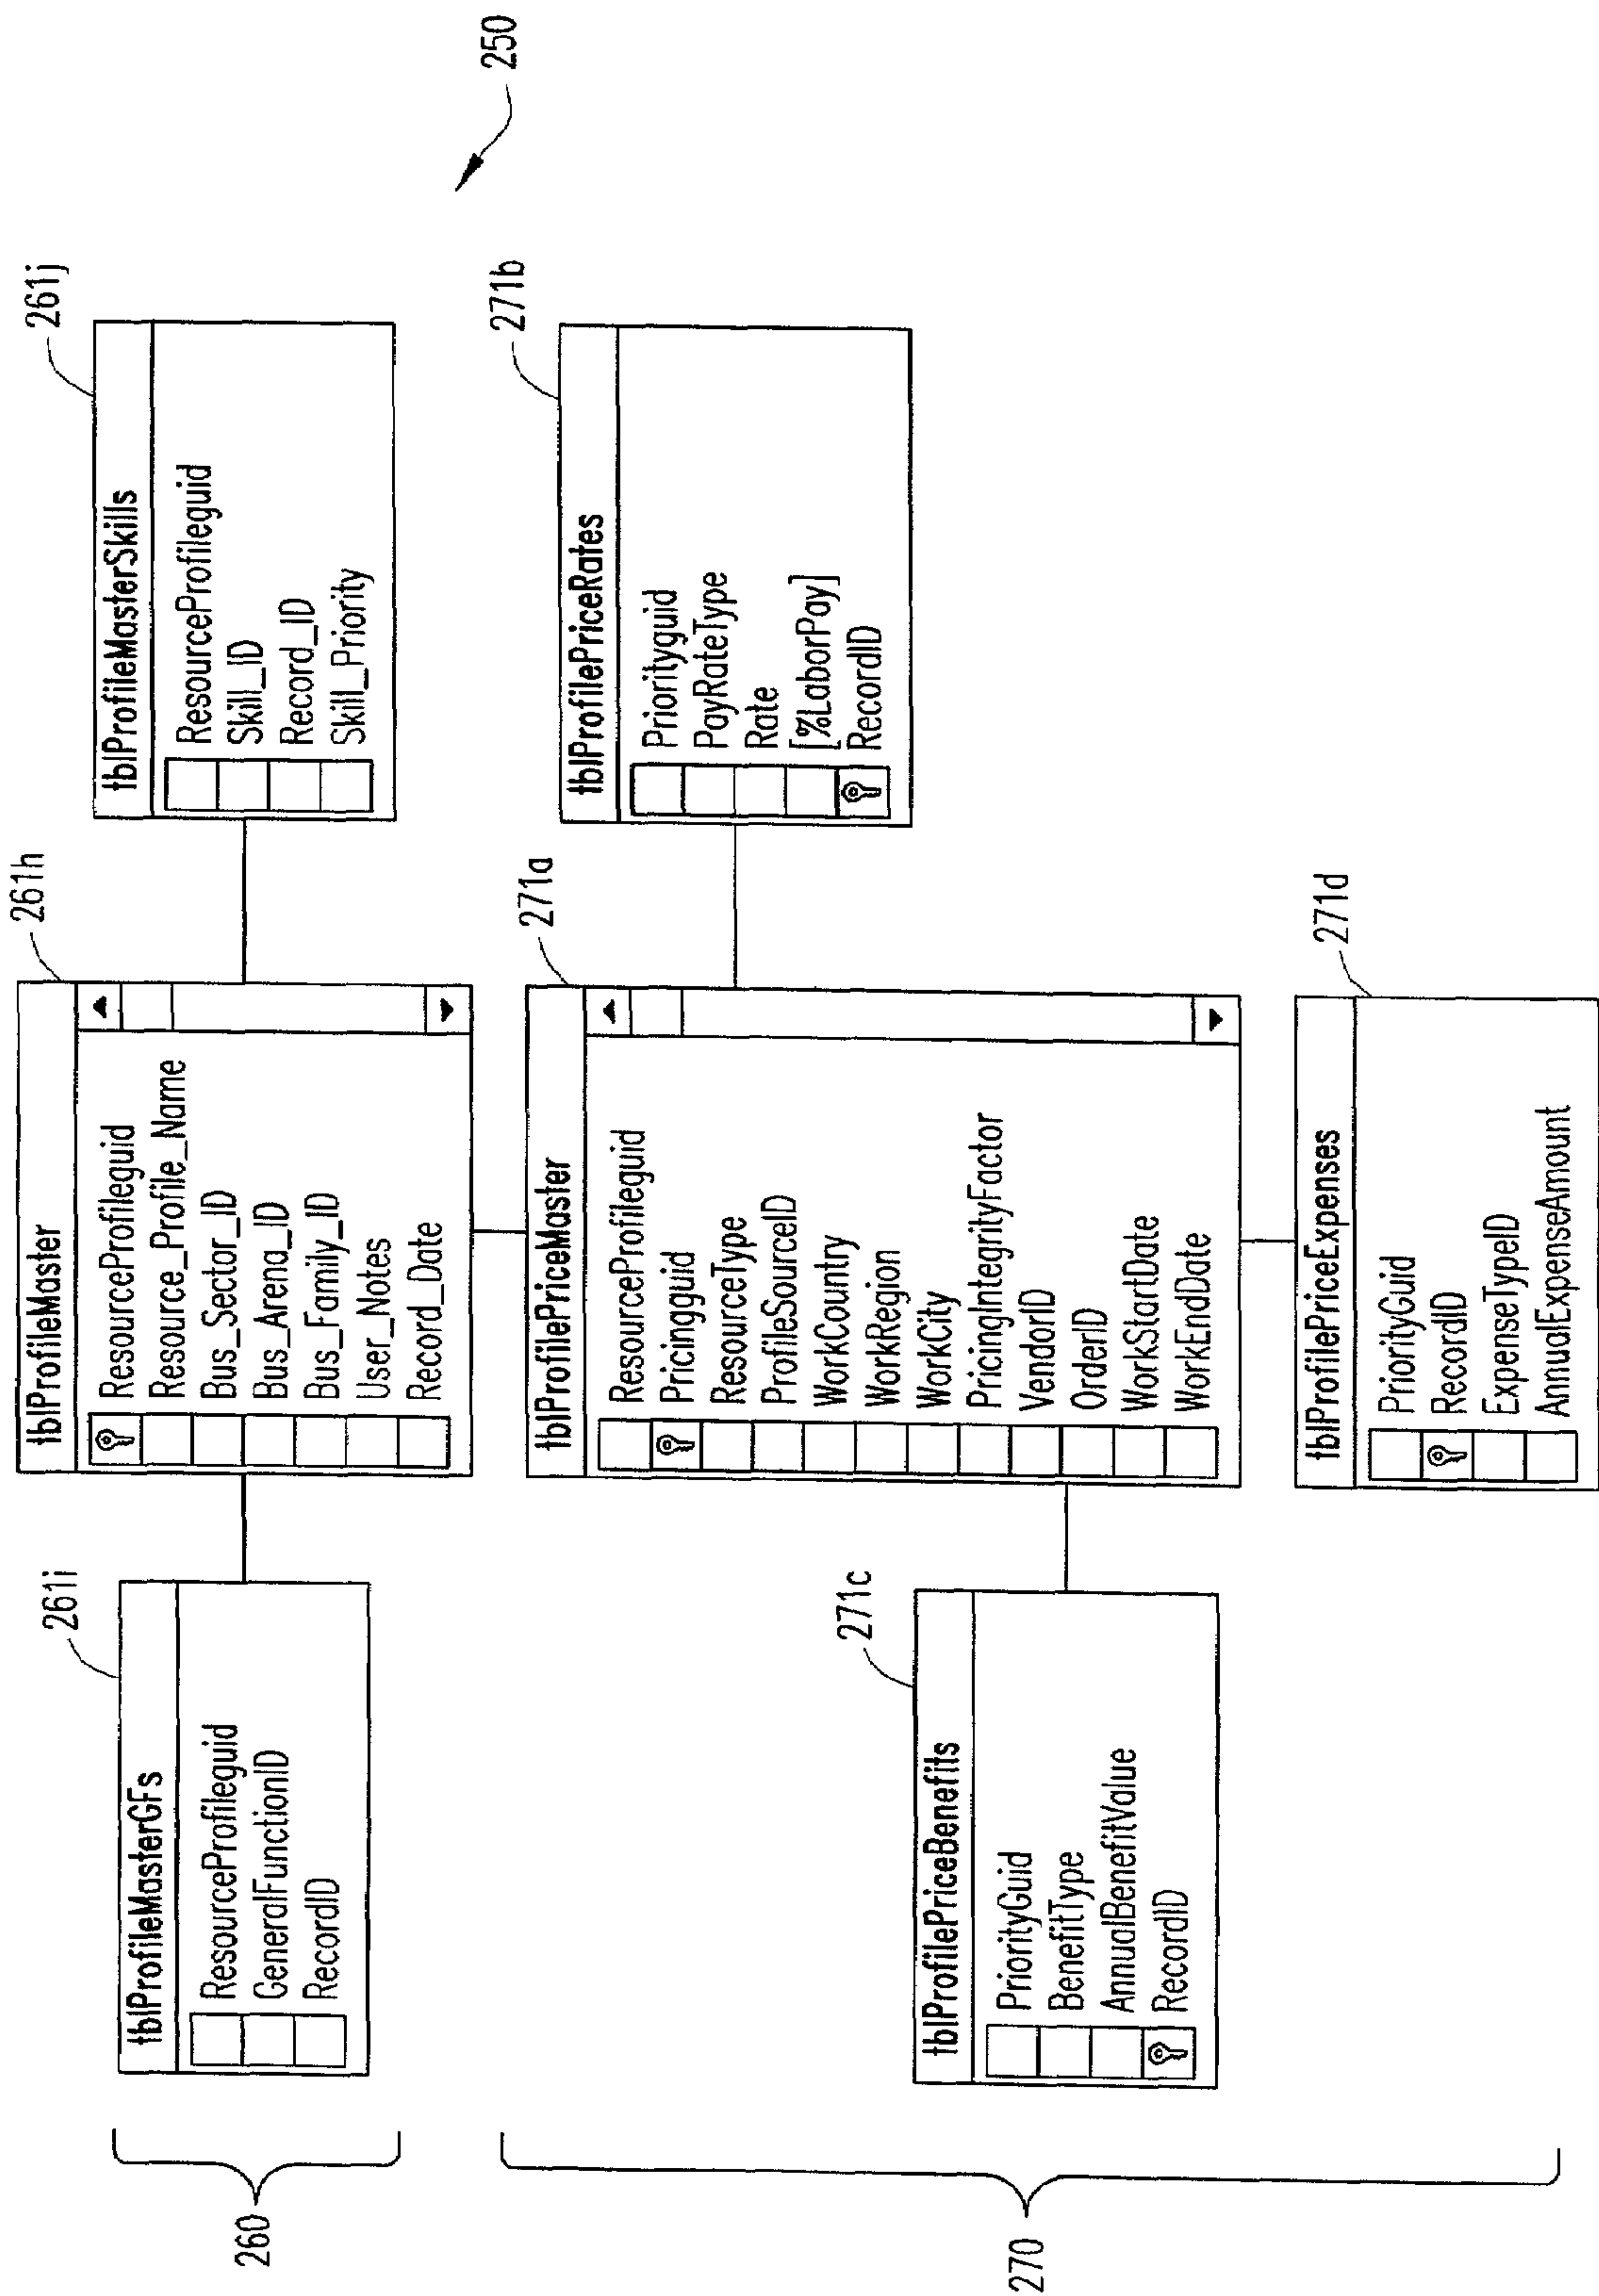 250
260
261i
tblProfileMasterGFs
ResourceProfileguid
GeneralFunctionID
RecordID
261h
tblProfileMaster
ResourceProfileguid
Resource_Profile_Name
Bus_Sector_ID
Bus_Arena_ID
Bus_Family_ID
User_Notes
Record_Date
261j
tblProfileMasterSkills
ResourceProfileguid
Skill_ID
Record_ID
Skill_Priority
270
271a
tblProfilePriceMaster
ResourceProfileguid
Pricingguid
ResourceType
ProfileSourceID
WorkCountry
WorkRegion
WorkCity
PricingIntegrityFactor
VendorID
OrderID
WorkStartDate
WorkEndDate
271b
tblProfilePriceRates
Priorityguid
PayRateType
Rate
[%LaborPay]
RecordID
271c
tblProfilePriceBenefits
PriorityGuid
BenefitType
AnnualBenefitValue
RecordID
271d
tblProfilePriceExpenses
PriorityGuid
RecordID
ExpenseTypeID
AnnualExpenseAmount